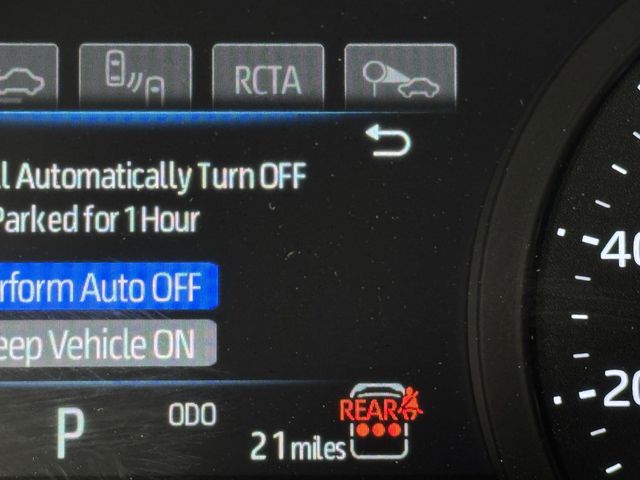 RCTA
ll Automatically Turn OFF
Parked for 1 Hour
rform Auto OFF
eep Vehicle ON
40
20
P
ODO
21 miles
REAR